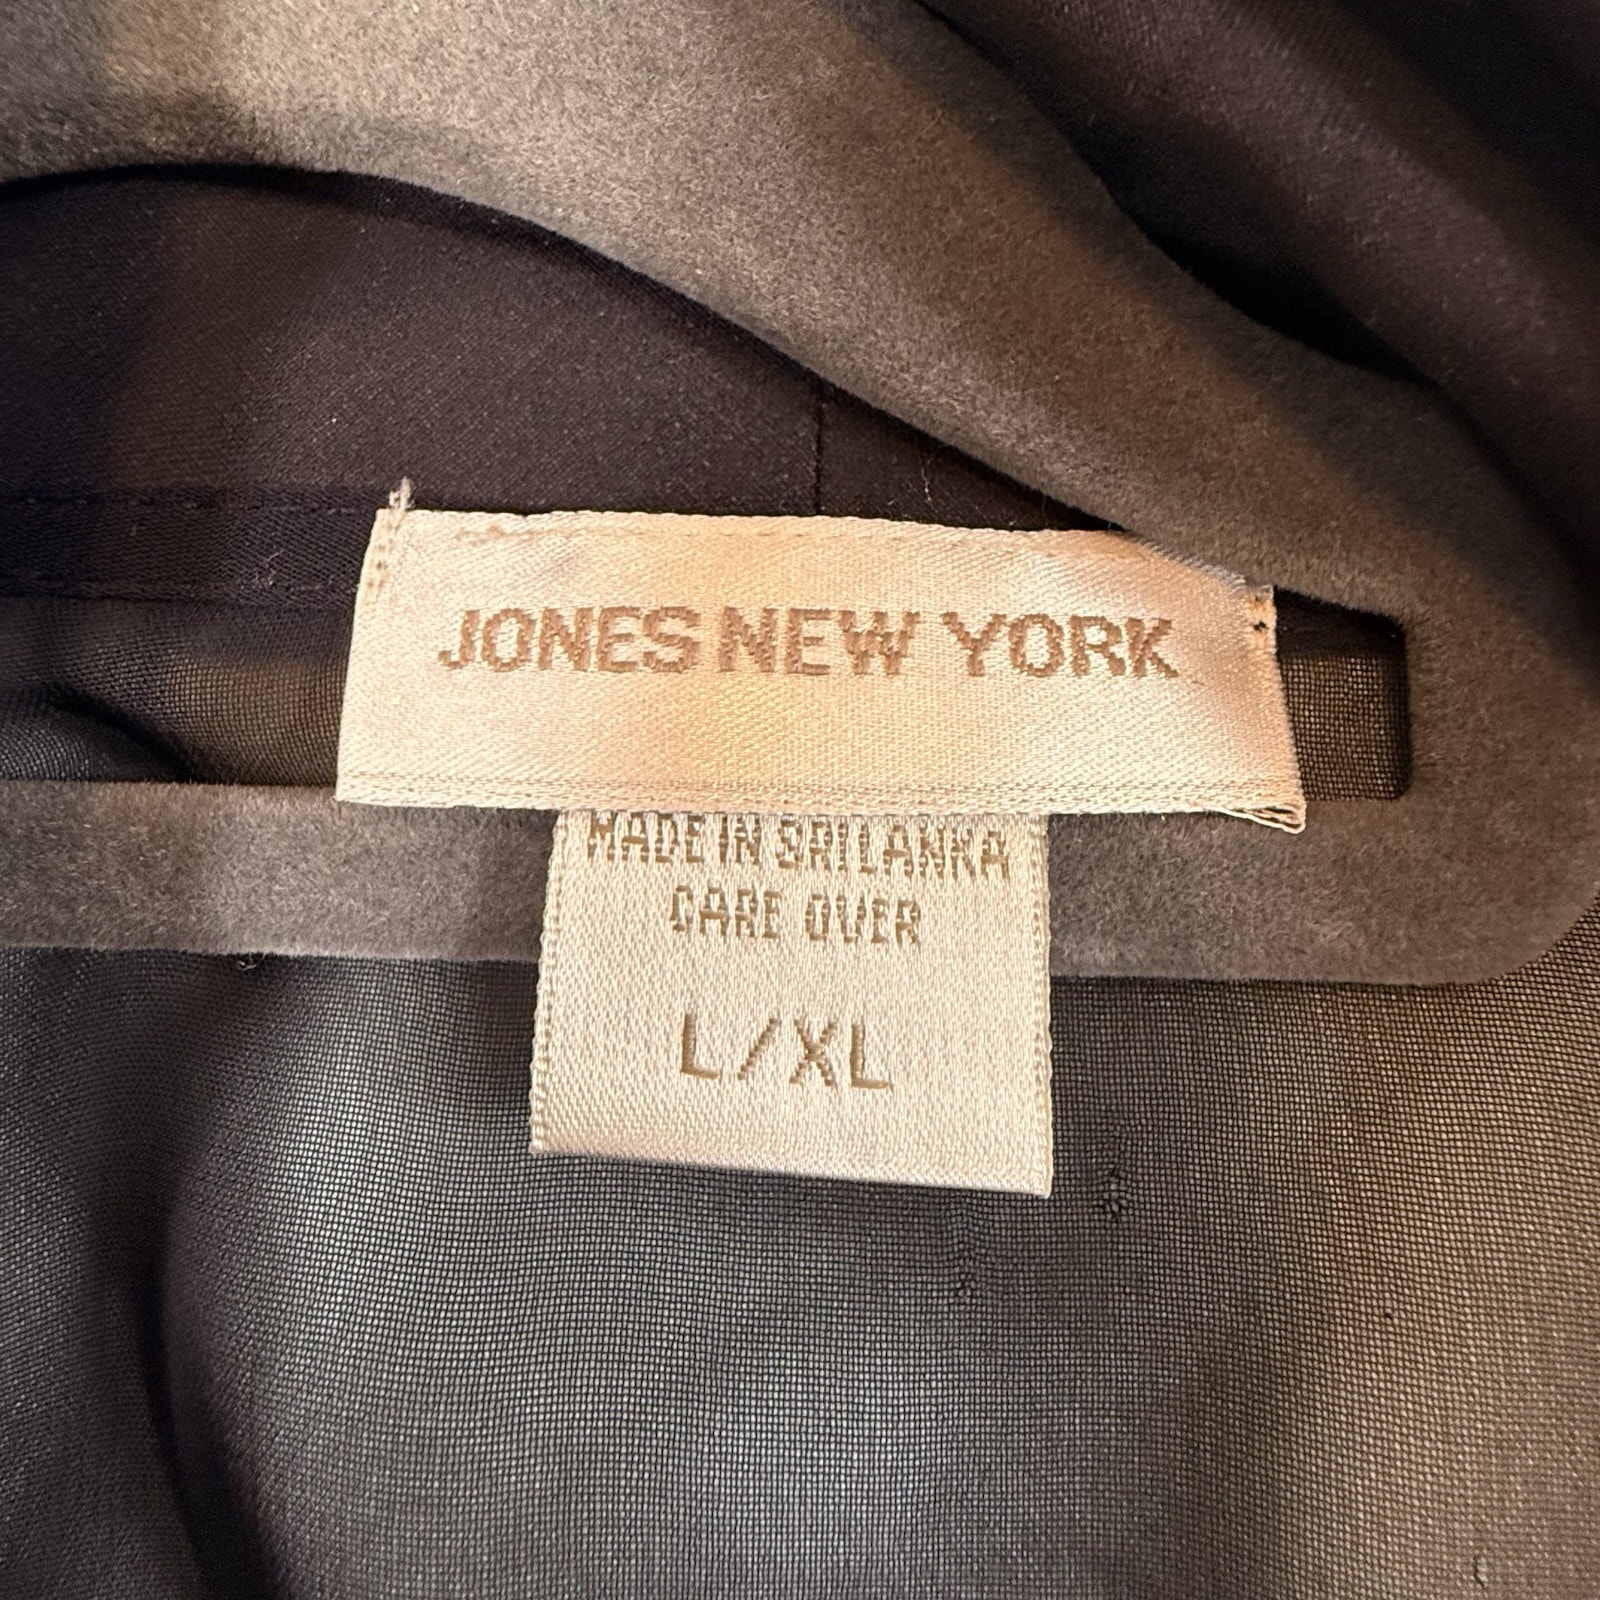 JONES NEW YORK
MADE IN SRI LANKA
CARE OVER
L/XL